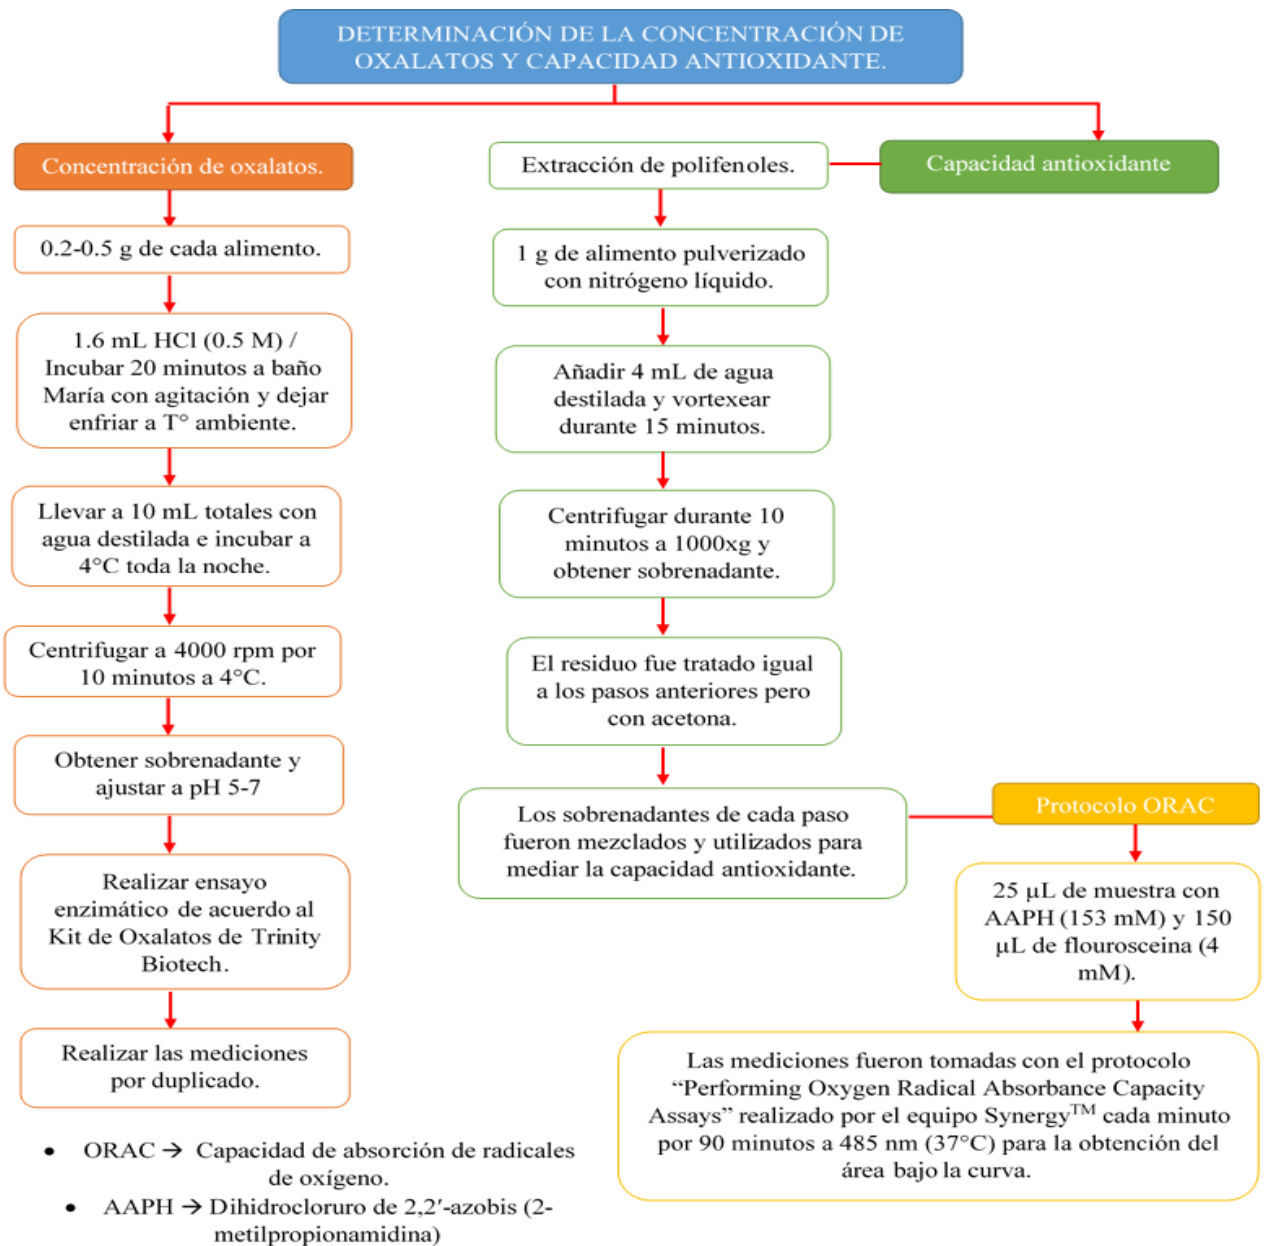 DETERMINACIÓN DE LA CONCENTRACIÓN DE
OXALATOS Y CAPACIDAD ANTIOXIDANTE.
Concentración de oxalatos.
0.2-0.5 g de cada alimento.
1.6 mL HCl (0.5 M) /
Incubar 20 minutos a baño
María con agitación y dejar
enfriar a T° ambiente.
Llevar a 10 mL totales con
agua destilada e incubar a
4°C toda la noche.
Centrifugar a 4000 rpm por
10 minutos a 4°C.
Obtener sobrenadante y
ajustar a pH 5-7
Realizar ensayo
enzimático de acuerdo al
Kit de Oxalatos de Trinity
Biotech.
Realizar las mediciones
por duplicado.
Extracción de polifenoles.
Capacidad antioxidante
1 g de alimento pulverizado
con nitrógeno líquido.
Añadir 4 mL de agua
destilada y vortexear
durante 15 minutos.
Centrifugar durante 10
minutos a 1000xg y
obtener sobrenadante.
El residuo fue tratado igual
a los pasos anteriores pero
con acetona.
Los sobrenadantes de cada paso
fueron mezclados y utilizados para
mediar la capacidad antioxidante.
Protocolo ORAC
25 µL de muestra con
AAPH (153 mM) y 150
µL de flourosceina (4
mM).
Las mediciones fueron tomadas con el protocolo
“Performing Oxygen Radical Absorbance Capacity
Assays” realizado por el equipo Synergy™ cada minuto
por 90 minutos a 485 nm (37°C) para la obtención del
área bajo la curva.
• ORAC → Capacidad de absorción de radicales
de oxígeno.
• AAPH → Dihidrocloruro de 2,2′-azobis (2-
metilpropionamidina)